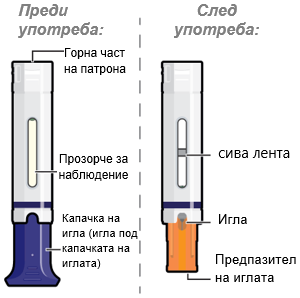 Преди
употреба:
Горна част
на патрона
Прозорче за
наблюдение
Капачка на
игла (игла под
капачката на
иглата)
След
употреба:
сива лента
Игла
Предпазител
на иглата